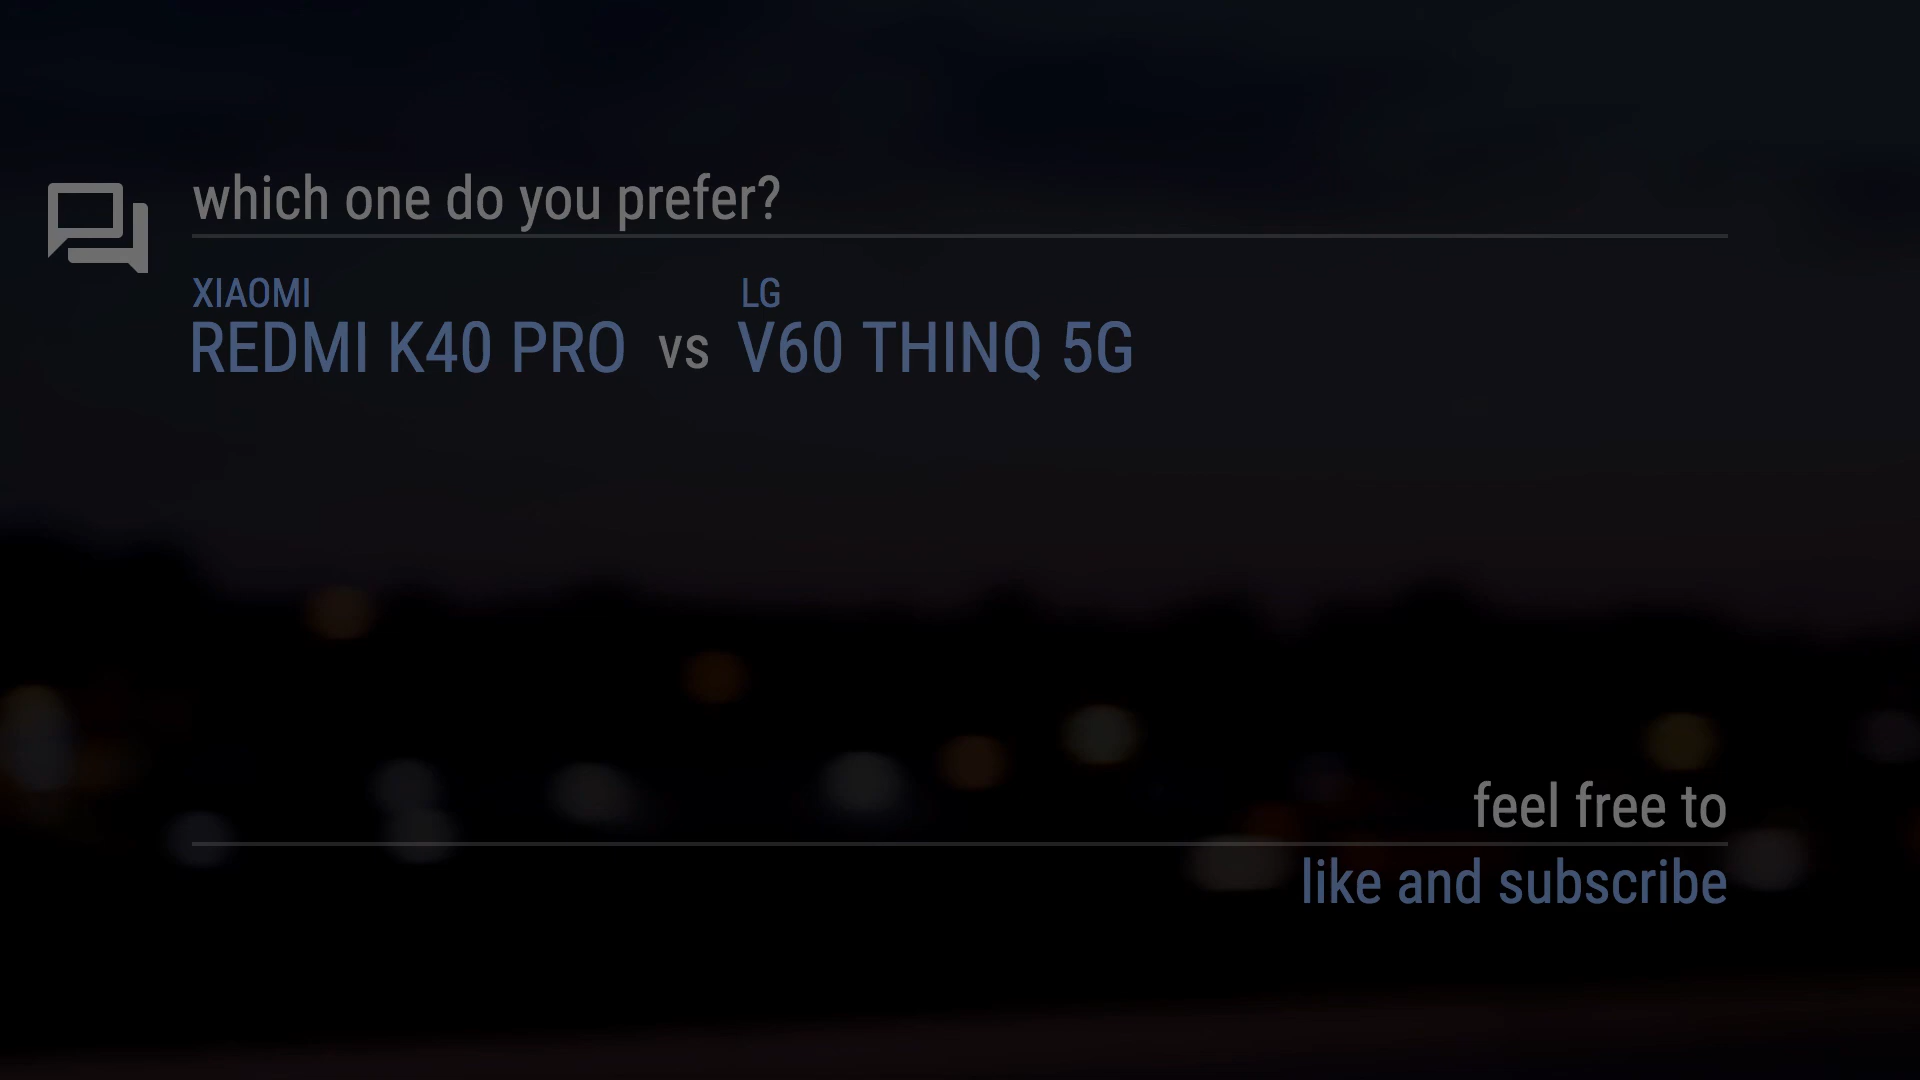 which one do you prefer?
XIAOMI
REDMI K40 PRO vs
LG
V60 THINQ 5G
feel free to
like and subscribe